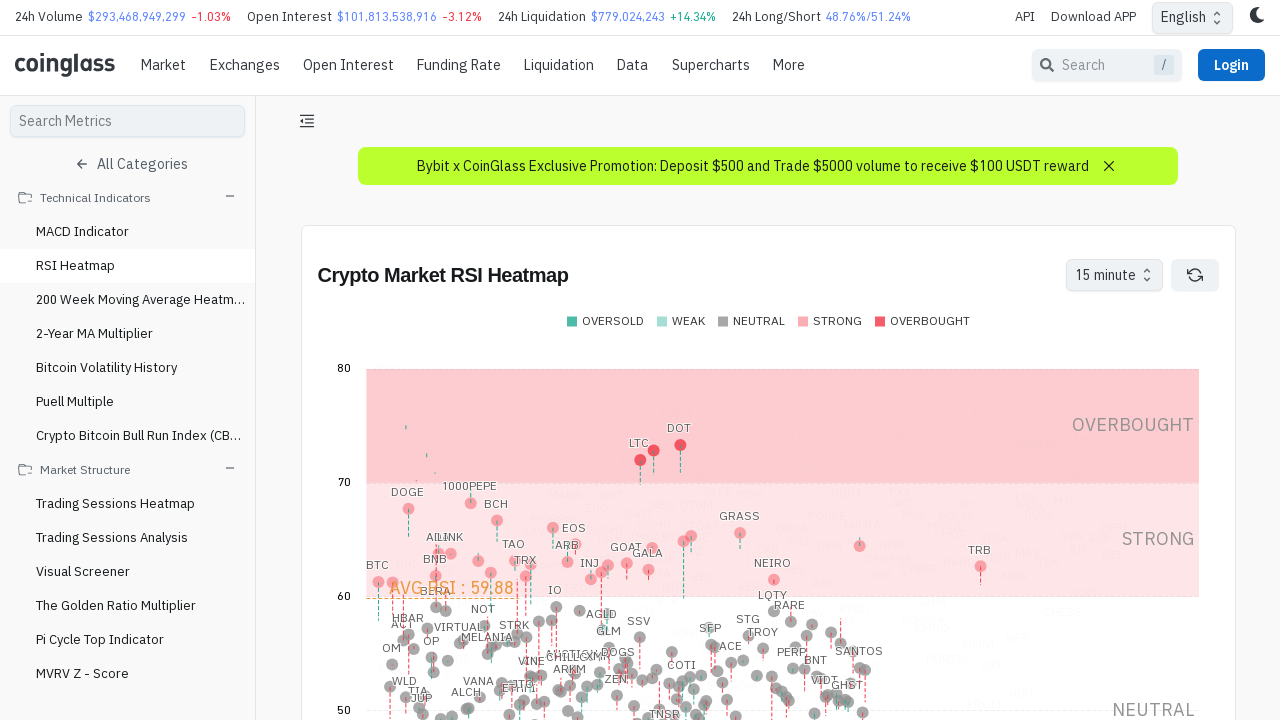 24h Volume $293,468,949,299 -1.03% Open Interest $101,813,538,916 -3.12% 24h Liquidation $779,024,243 +14.34% 24h Long/Short 48.76%/51.24% API Download APP English
coinglass Market Exchanges Open Interest Funding Rate Liquidation Data Supercharts More Search / Login
Search Metrics
All Categories
Technical Indicators
MACD Indicator
RSI Heatmap
200 Week Moving Average Heatm...
2-Year MA Multiplier
Bitcoin Volatility History
Puell Multiple
Crypto Bitcoin Bull Run Index (CB...
Market Structure
Trading Sessions Heatmap
Trading Sessions Analysis
Visual Screener
The Golden Ratio Multiplier
Pi Cycle Top Indicator
MVRV Z - Score
Bybit x CoinGlass Exclusive Promotion: Deposit $500 and Trade $5000 volume to receive $100 USDT reward
Crypto Market RSI Heatmap
15 minute
OVERSOLD WEAK NEUTRAL STRONG OVERBOUGHT
80
OVERBOUGHT
DOT
LTC
70
1000PEPE
DOGE
BCH
GRASS
EOS
STRONG
LINK
TAO
ARB
GOAT
GALA
TRB
BNB
TRX
BTC
INJ
NEIRO
AVG RSI : 59.88
BERA
IO
LQTY
60
RARE
NOT
AGLD
HBAR
ACT
SSV
STG
VIRTUAL
STRK
GLM
SFP
TROY
MELANIA
OP
OM
ACE
DOGS
PERP
SANTOS
VINE
BNT
COTI
ARKM
WLD
VANA
ZEN
VIDT
GHST
ALCH
JTO
ETHFI
TIA
JUP
50
TNSR
NEUTRAL